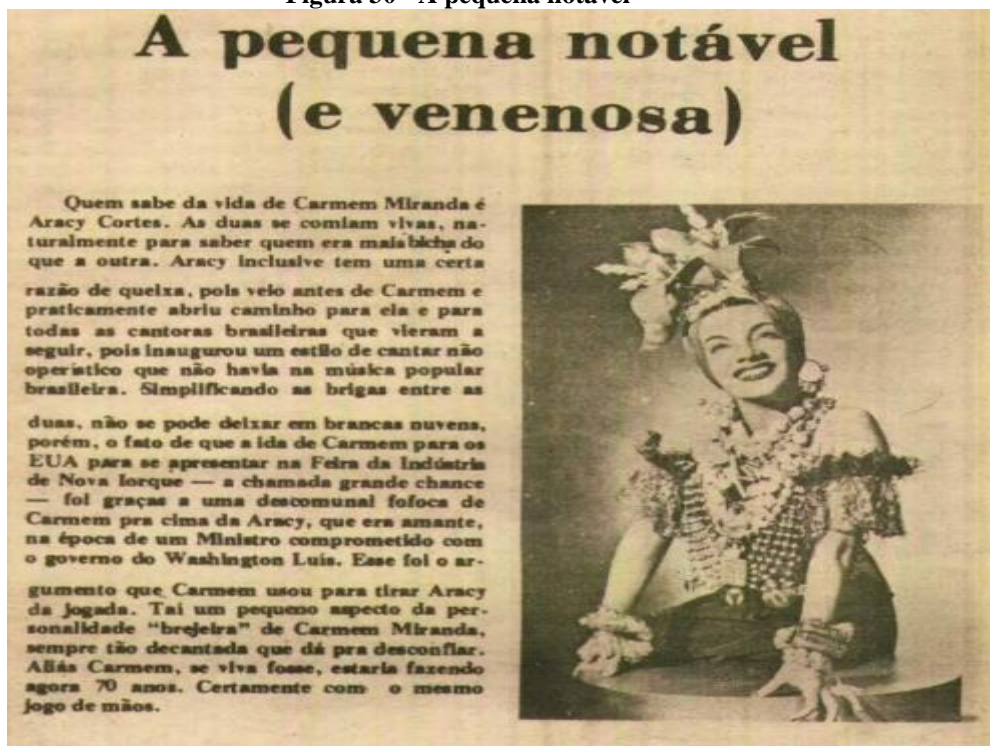 Figura 30 - A pequena notável
A pequena notável
(e venenosa)
Quem sabe da vida de Carmem Miranda é
Aracy Cortes. As duas se comiam vivas, na-
turalmente para saber quem era mais bicha do
que a outra. Aracy inclusive tem uma certa
razão de queixa, pois veio antes de Carmem e
praticamente abriu caminho para ela e para
todas as cantoras brasileiras que vieram a
seguir, pois inaugurou um estilo de cantar não
operístico que não havia na música popular
brasileira. Simplificando as brigas entre as
duas, não se pode deixar em brancas nuvens,
porém, o fato de que a ida de Carmem para os
EUA para se apresentar na Feira da Indústria
de Nova Iorque — a chamada grande chance
— foi graças a uma descomunal fofoca de
Carmem pra cima da Aracy, que era amante,
na época de um Ministro comprometido com
o governo do Washington Luis. Esse foi o ar-
gumento que Carmem usou para tirar Aracy
da jogada. Taí um pequeno aspecto da per-
sonalidade “brejeira” de Carmem Miranda,
sempre tão decantada que dá pra desconfiar.
Aliás Carmem, se viva fosse, estaria fazendo
agora 70 anos. Certamente com o mesmo
jogo de mãos.